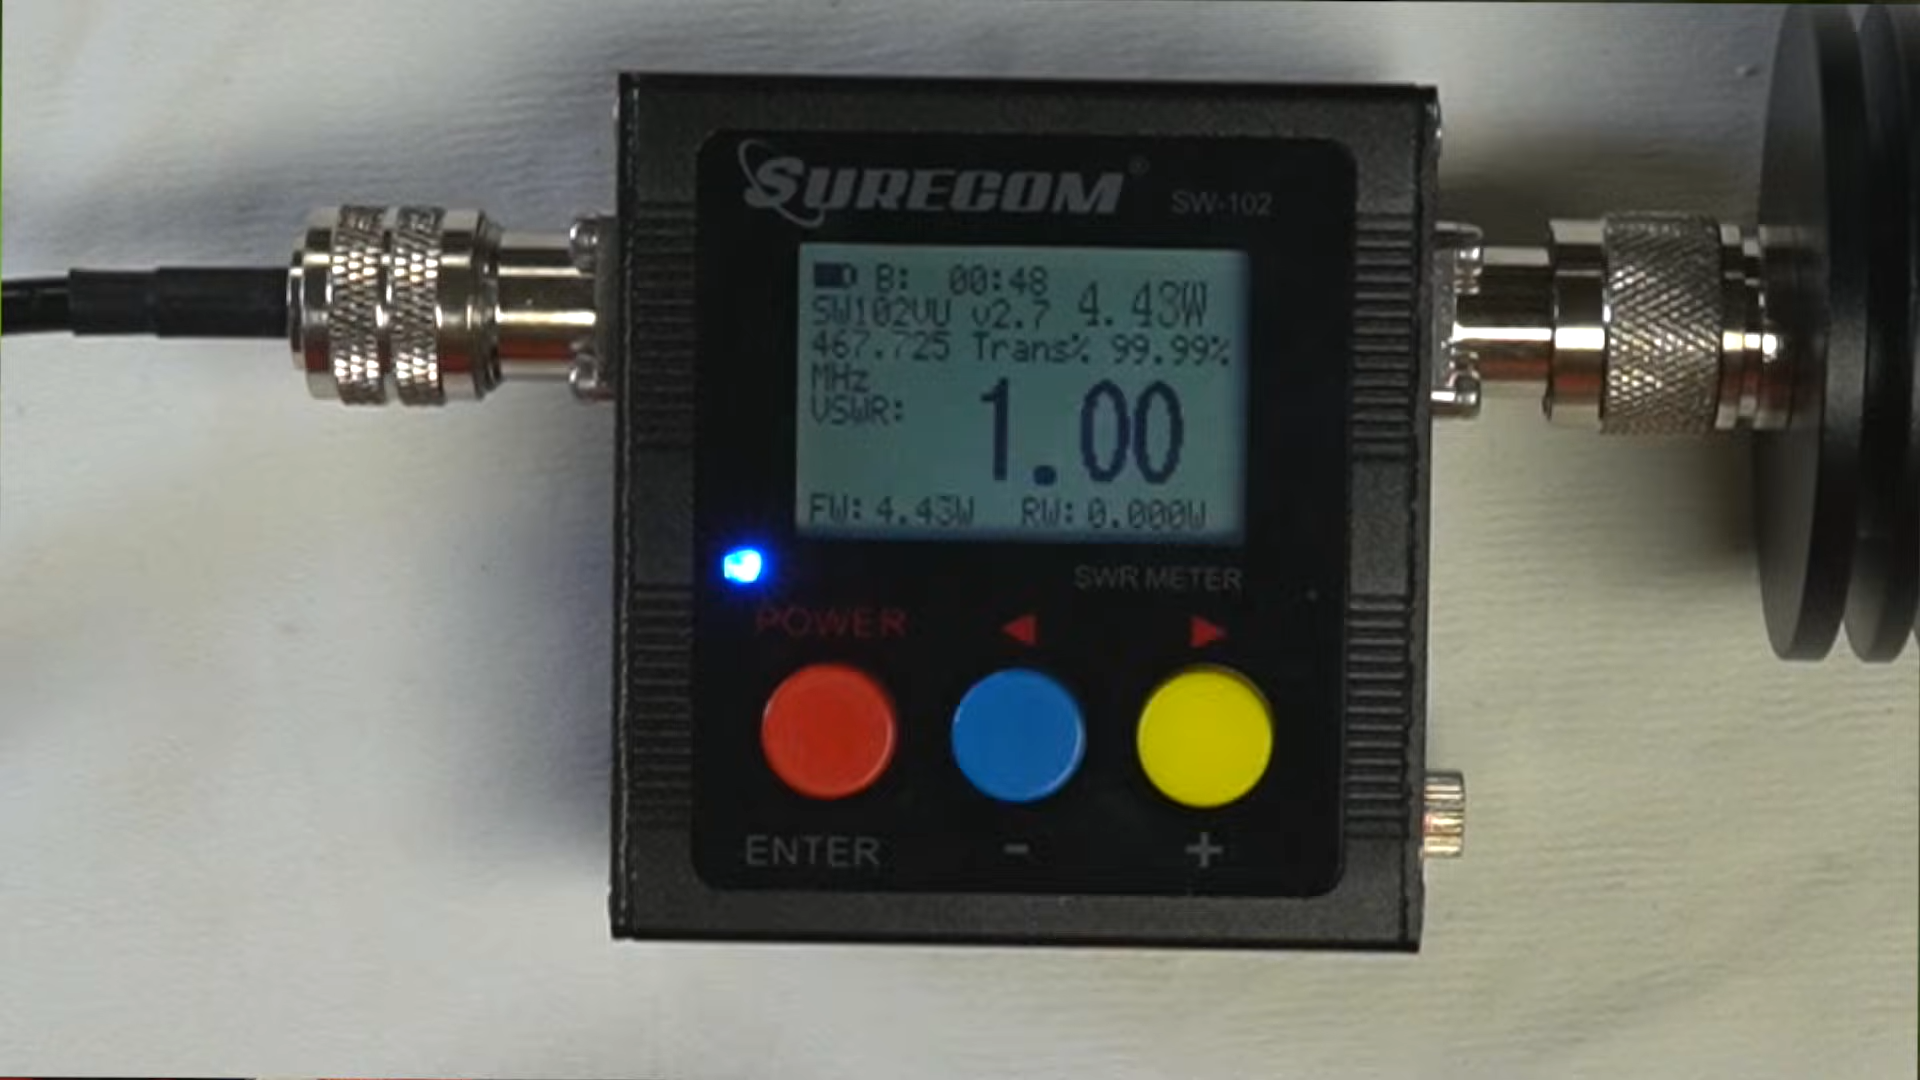 SURECOM®
SW-102
B: 00:48
4.43W
SW102VU v2.7
467.725 Trans% 99.99%
MHz
VSWR: 1.00
FW: 4.43W RW: 0.000W
SWR METER
POWER ◀ ▶
ENTER - +